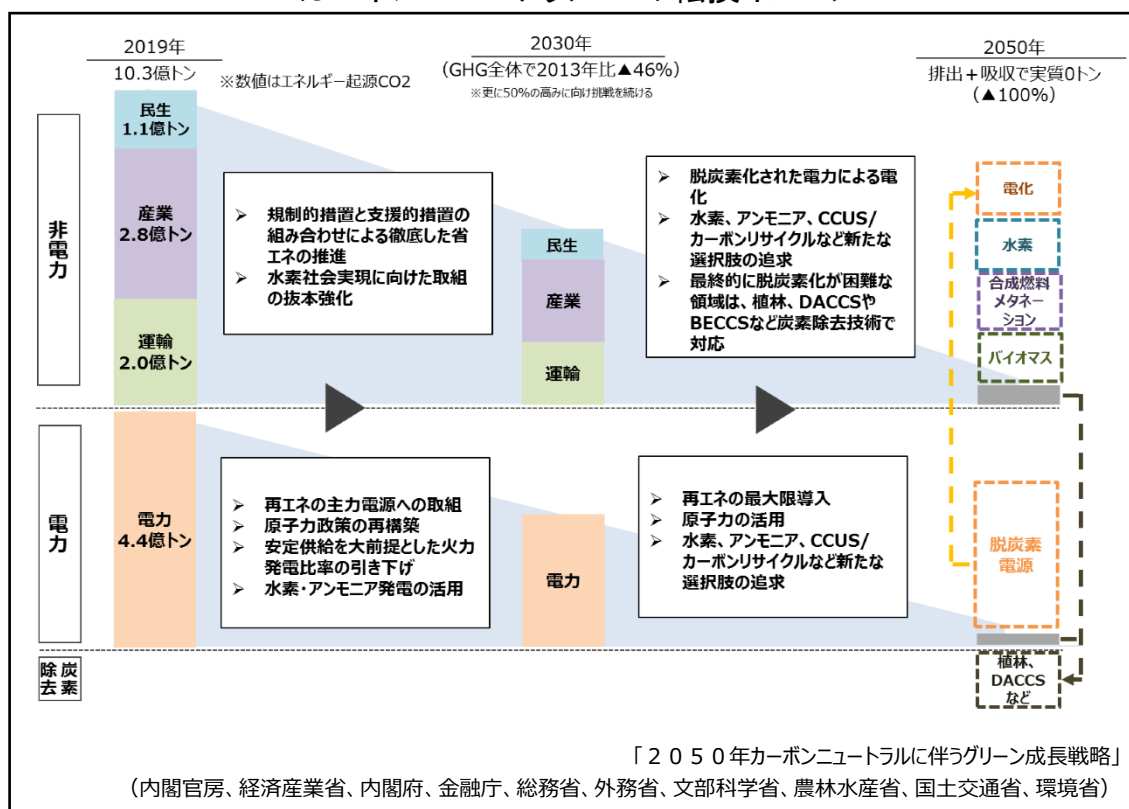 2019年
10.3億トン
※数値はエネルギー起源CO2
2030年
(GHG全体で2013年比▲46%)
※更に50%の高みに向け挑戦を続ける
2050年
排出+吸収で実質0トン
(▲100%)
非電力
民生
1.1億トン
産業
2.8億トン
運輸
2.0億トン
➢ 規制的措置と支援的措置の
組み合わせによる徹底した省
エネの推進
➢ 水素社会実現に向けた取組
の抜本強化
民生
産業
運輸
➢ 脱炭素化された電力による電
化
➢ 水素、アンモニア、CCUS/
カーボンリサイクルなど新たな
選択肢の追求
➢ 最終的に脱炭素化が困難な
領域は、植林、DACCSや
BECCSなど炭素除去技術で
対応
電化
水素
合成燃料
メタネー
ション
バイオマス
電力
電力
4.4億トン
➢ 再エネの主力電源への取組
➢ 原子力政策の再構築
➢ 安定供給を大前提とした火力
発電比率の引き下げ
➢ 水素・アンモニア発電の活用
電力
➢ 再エネの最大限導入
➢ 原子力の活用
➢ 水素、アンモニア、CCUS/
カーボンリサイクルなど新たな
選択肢の追求
脱炭素
電源
炭素
除去
植林、
DACCS
など
「2050年カーボンニュートラルに伴うグリーン成長戦略」
(内閣官房、経済産業省、内閣府、金融庁、総務省、外務省、文部科学省、農林水産省、国土交通省、環境省)